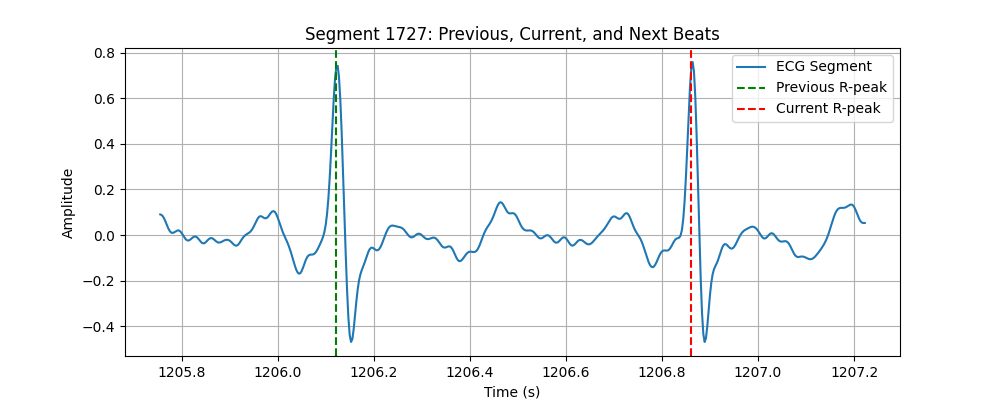 Segment 1727: Previous, Current, and Next Beats
ECG Segment
Previous R-peak
Current R-peak
Amplitude
0.8
0.6
0.4
0.2
0.0
−0.2
−0.4
1205.8 1206.0 1206.2 1206.4 1206.6 1206.8 1207.0 1207.2
Time (s)